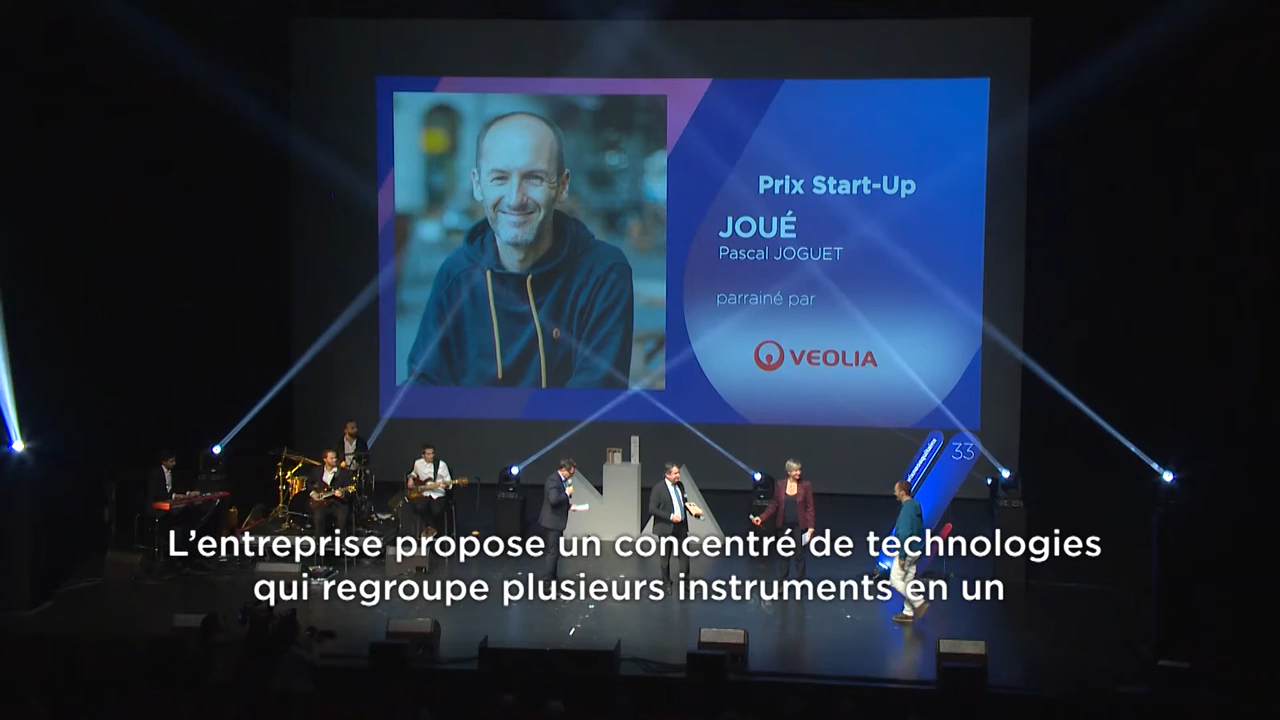 Prix Start-Up
JOUÉ
Pascal JOGUET
parrainé par
VEOLIA
33
L'entreprise propose un concentré de technologies
qui regroupe plusieurs instruments en un